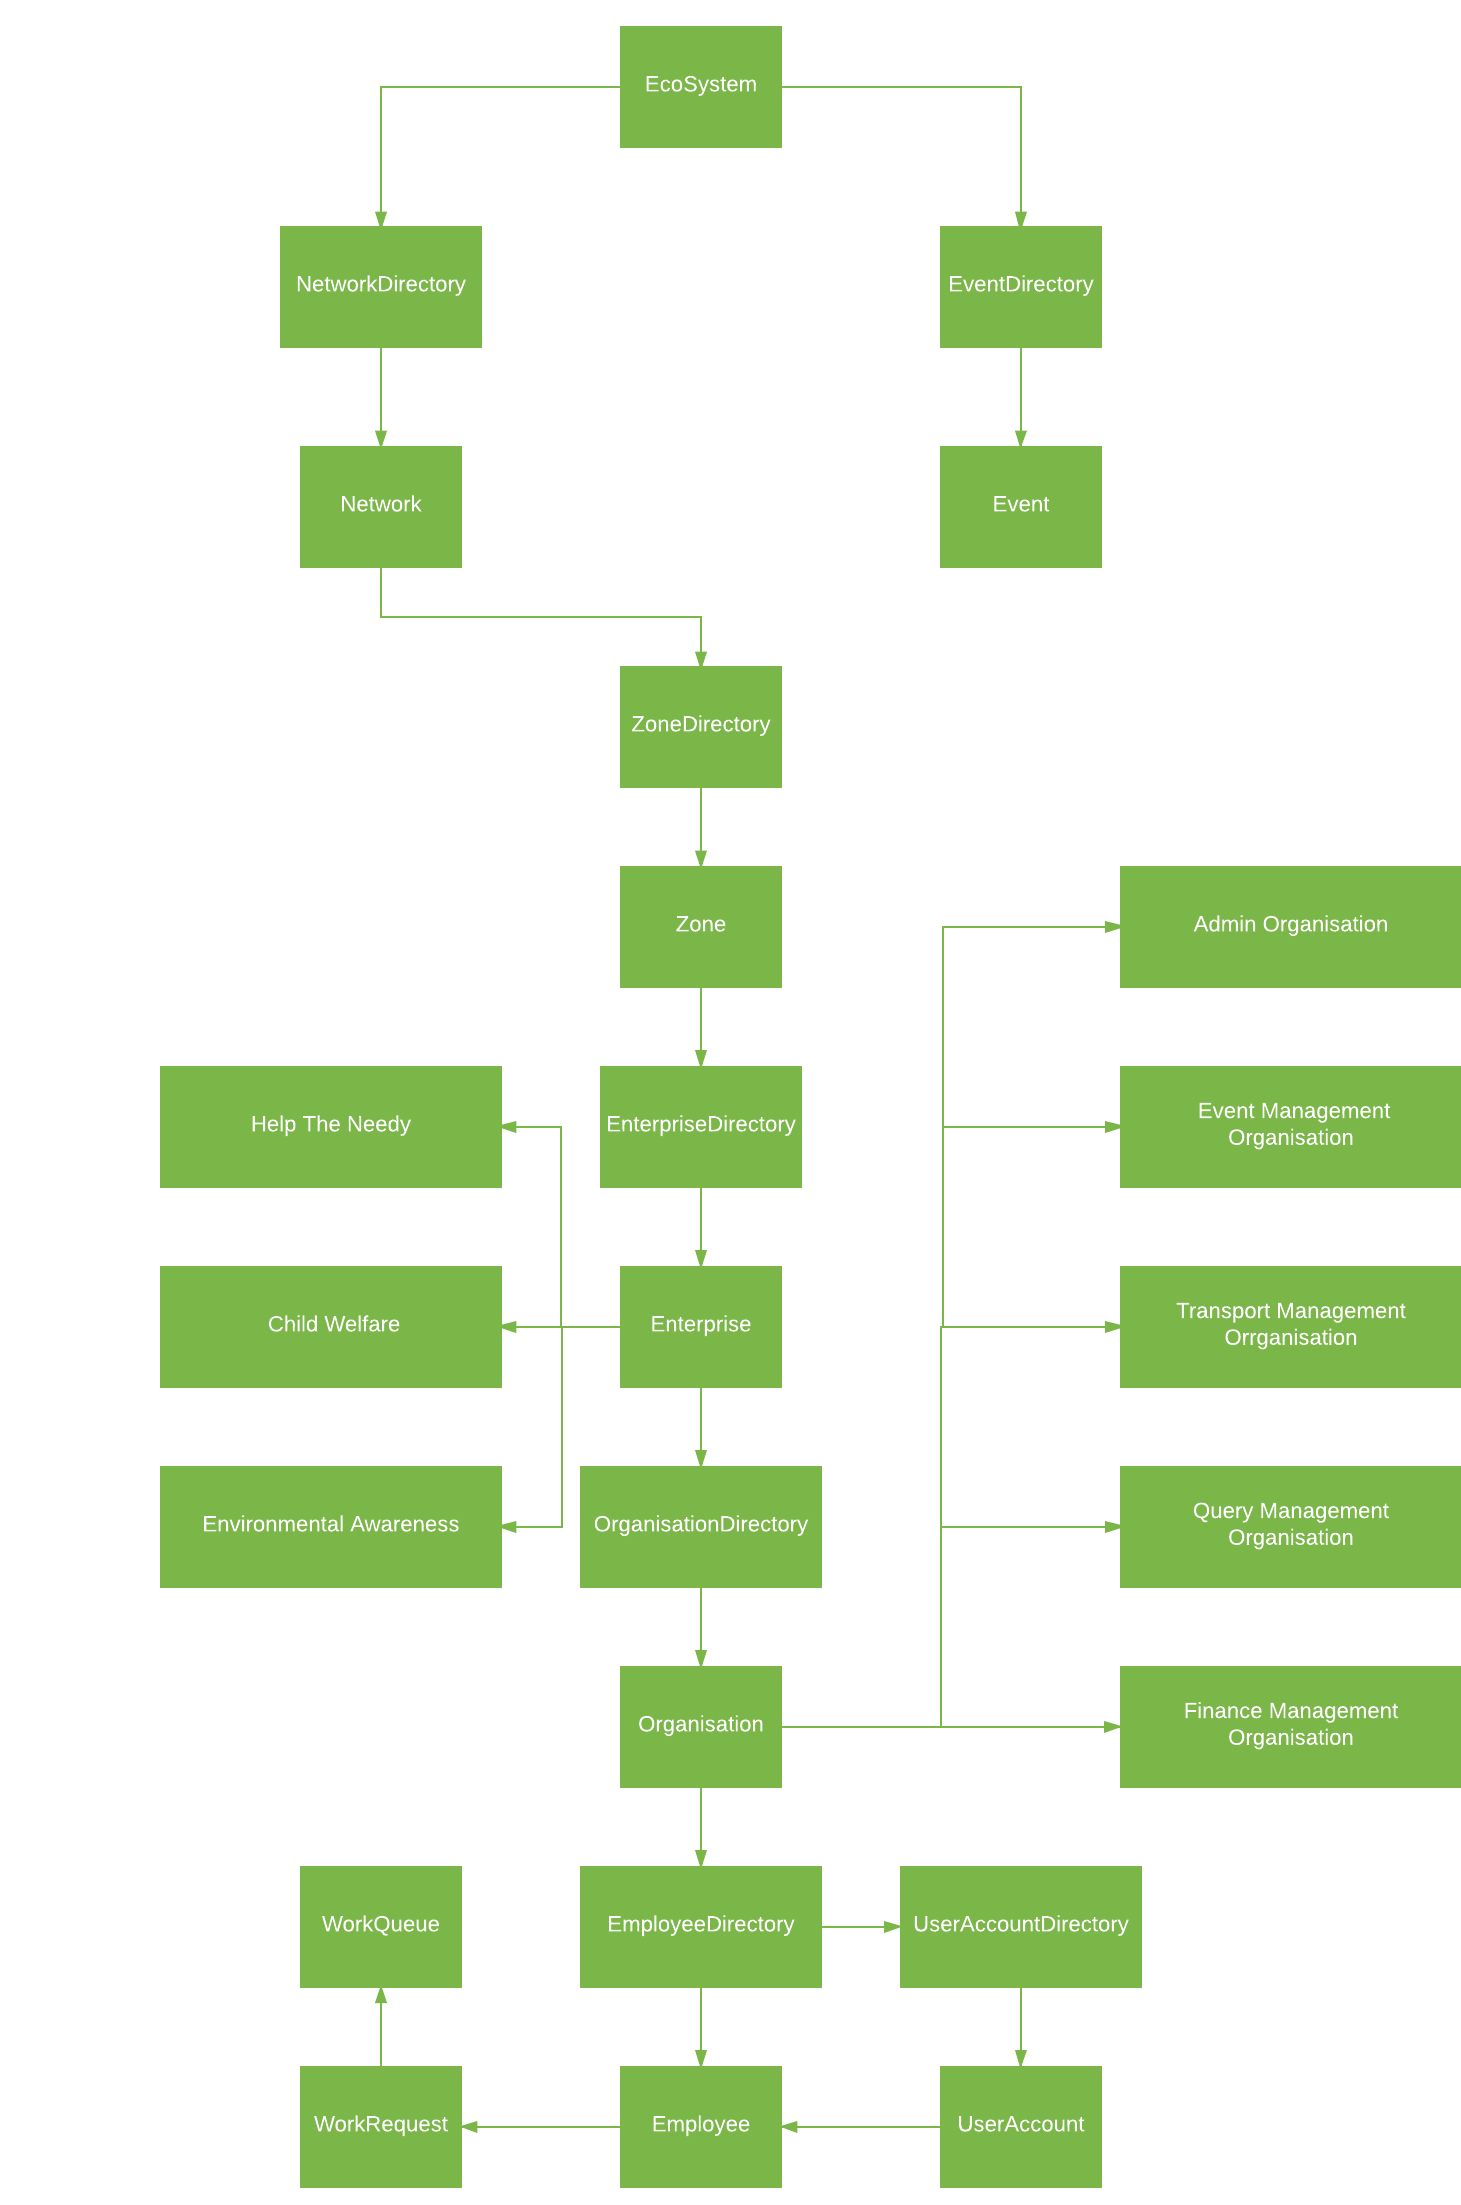 EcoSystem
NetworkDirectory
EventDirectory
Network
Event
ZoneDirectory
Zone
Admin Organisation
Help The Needy
EnterpriseDirectory
Event Management
Organisation
Child Welfare
Enterprise
Transport Management
Orrganisation
Environmental Awareness
OrganisationDirectory
Query Management
Organisation
Organisation
Finance Management
Organisation
WorkQueue
EmployeeDirectory
UserAccountDirectory
WorkRequest
Employee
UserAccount